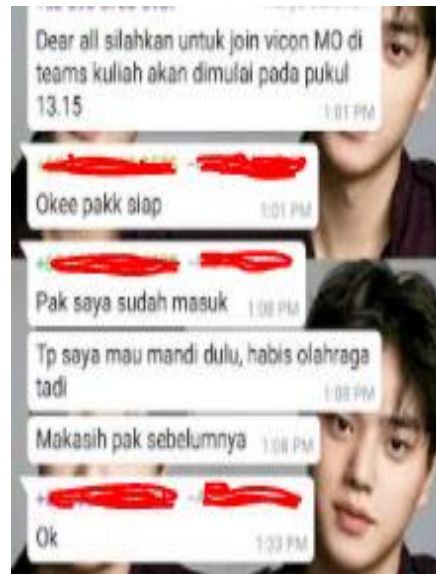 Dear all silahkan untuk join vicon MO di
teams kuliah akan dimulai pada pukul
13.15
1:01 PM
Okee pakk siap
1:01 PM
Pak saya sudah masuk
1:08 PM
Tp saya mau mandi dulu, habis olahraga
tadi
1:08 PM
Makasih pak sebelumnya
1:08 PM
Ok
1:33 PM